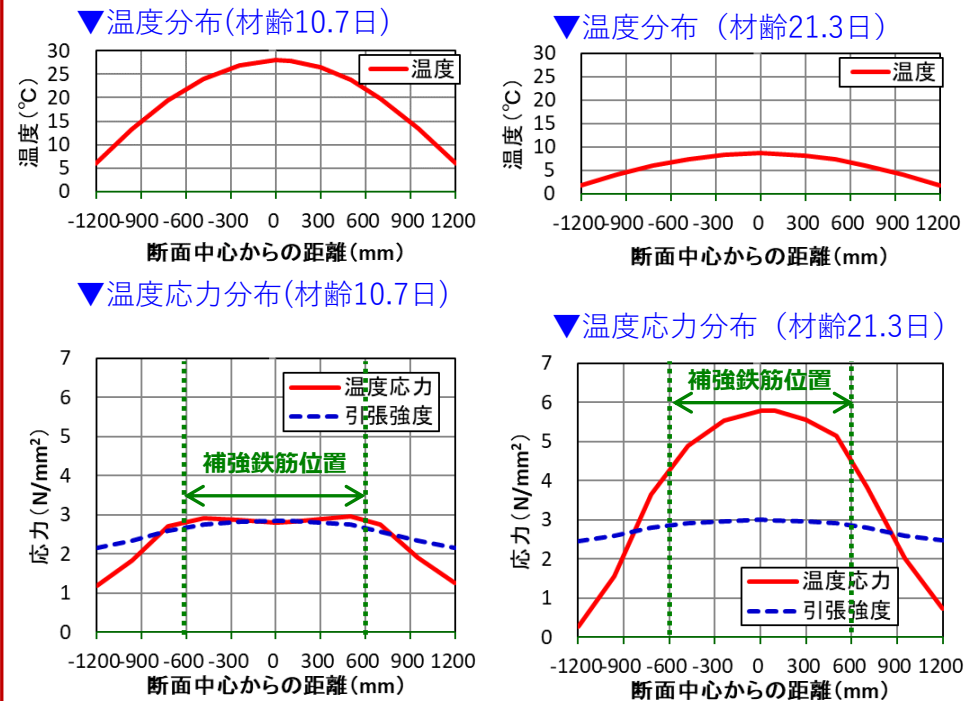 ▼温度分布(材齢10.7日)
30
25
20
15
10
5
0
温度(℃)
温度
-1200 -900 -600 -300 0 300 600 900 1200
断面中心からの距離(mm)
▼温度分布（材齢21.3日）
30
25
20
15
10
5
0
温度(℃)
温度
-1200 -900 -600 -300 0 300 600 900 1200
断面中心からの距離(mm)
▼温度応力分布(材齢10.7日)
7
6
5
4
3
2
1
0
応力(N/mm²)
温度応力
引張強度
補強鉄筋位置
-1200 -900 -600 -300 0 300 600 900 1200
断面中心からの距離(mm)
▼温度応力分布（材齢21.3日）
7
6
5
4
3
2
1
0
応力(N/mm²)
補強鉄筋位置
温度応力
引張強度
-1200 -900 -600 -300 0 300 600 900 1200
断面中心からの距離(mm)